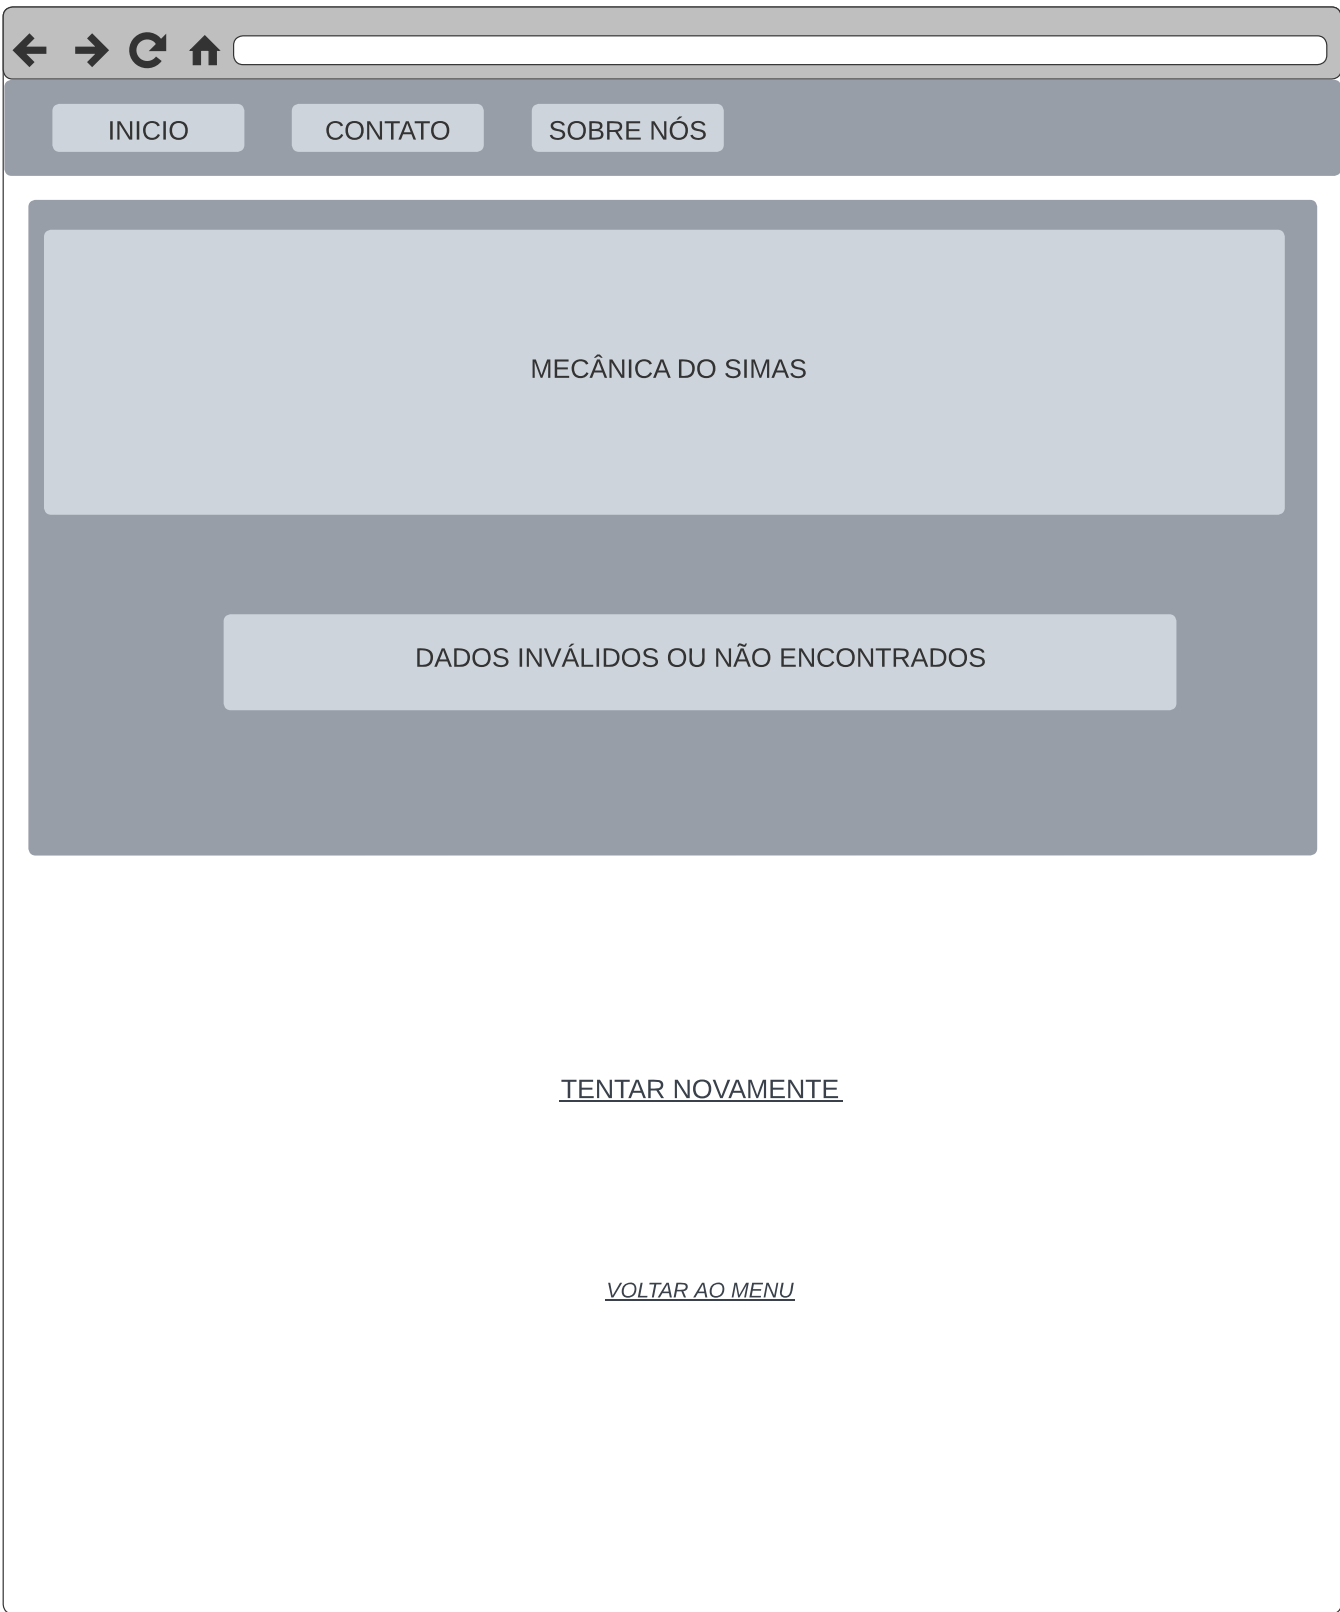 INICIO
CONTATO
SOBRE NÓS
MECÂNICA DO SIMAS
DADOS INVÁLIDOS OU NÃO ENCONTRADOS
TENTAR NOVAMENTE
VOLTAR AO MENU